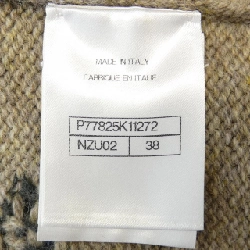 MADE IN ITALY
FABRIQUE EN ITALIE
P77825K11272
NZU02 38